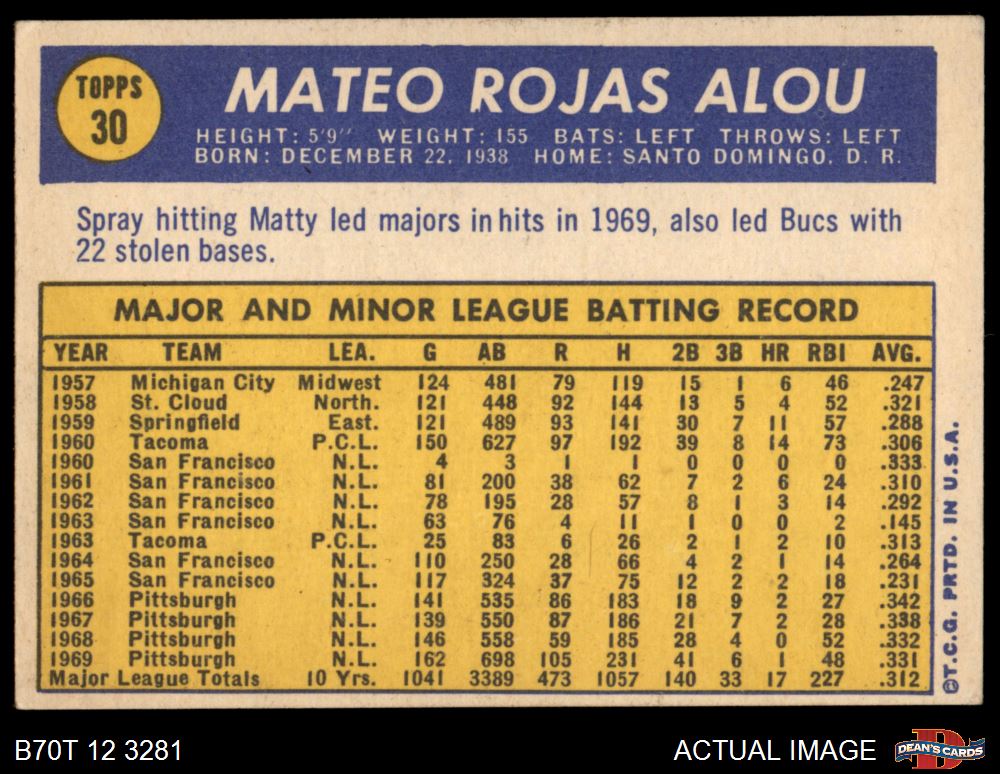 TOPPS
30
MATEO ROJAS ALOU
HEIGHT: 5'9" WEIGHT: 155 BATS: LEFT THROWS: LEFT
BORN: DECEMBER 22, 1938 HOME: SANTO DOMINGO, D. R.
Spray hitting Matty led majors in hits in 1969, also led Bucs with
22 stolen bases.
MAJOR AND MINOR LEAGUE BATTING RECORD
YEAR TEAM LEA. G AB R H 2B 3B HR RBI AVG.
1957 Michigan City Midwest 124 481 79 119 15 1 6 46 .247
1958 St. Cloud North. 121 448 92 144 13 5 4 52 .321
1959 Springfield East. 121 489 93 141 30 7 11 57 .288
1960 Tacoma P.C.L. 150 627 97 192 39 8 14 73 .306
1960 San Francisco N.L. 4 3 1 1 0 0 0 0 .333
1961 San Francisco N.L. 81 200 38 62 7 2 6 24 .310
1962 San Francisco N.L. 78 195 28 57 8 1 3 14 .292
1963 San Francisco N.L. 63 76 4 11 1 0 0 2 .145
1963 Tacoma P.C.L. 25 83 6 26 2 1 2 10 .313
1964 San Francisco N.L. 110 250 28 66 4 2 1 14 .264
1965 San Francisco N.L. 117 324 37 75 12 2 2 18 .231
1966 Pittsburgh N.L. 141 535 86 183 18 9 2 27 .342
1967 Pittsburgh N.L. 139 550 87 186 21 7 2 28 .338
1968 Pittsburgh N.L. 146 558 59 185 28 4 0 52 .332
1969 Pittsburgh N.L. 162 698 105 231 41 6 1 48 .331
Major League Totals 10 Yrs. 1041 3389 473 1057 140 33 17 227 .312
©T.C.G. PRTD. IN U.S.A.
B70T 12 3281
ACTUAL IMAGE
DEAN'S CARDS